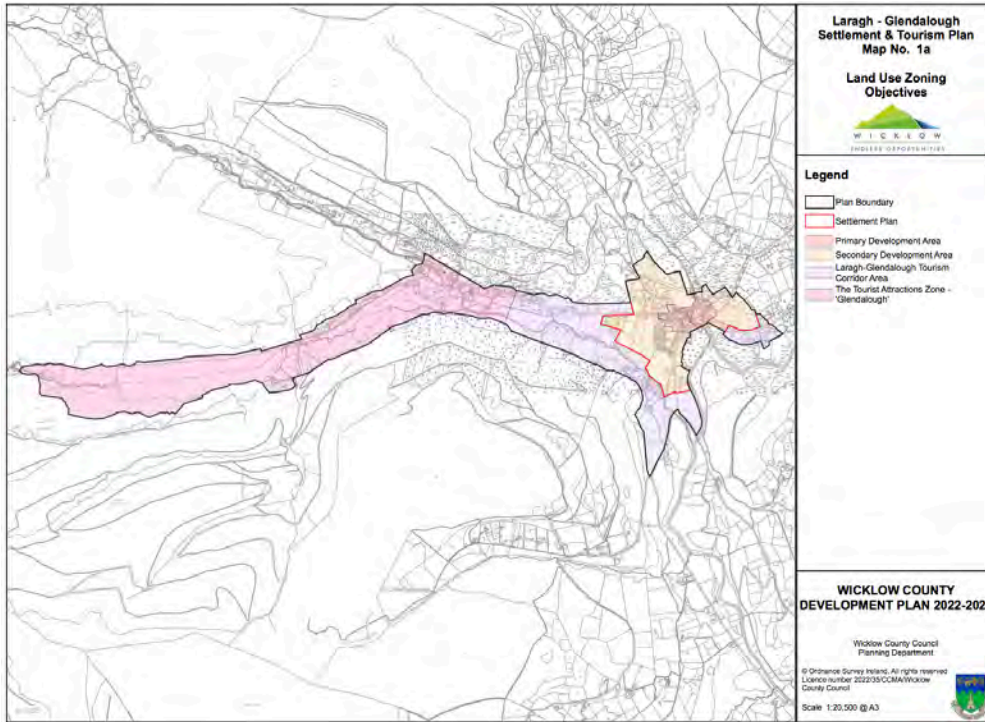 Laragh - Glendalough
Settlement & Tourism Plan
Map No. 1a
Land Use Zoning
Objectives
WICKLOW
ENDLESS OPPORTUNITIES
Legend
Plan Boundary
Settlement Plan
Primary Development Area
Secondary Development Area
Laragh-Glendalough Tourism
Corridor Area
The Tourist Attractions Zone -
'Glendalough'
WICKLOW COUNTY
DEVELOPMENT PLAN 2022-202
Wicklow County Council
Planning Department
© Ordnance Survey Ireland. All rights reserved
Licence number 2022/35/CCMA/Wicklow
County Council
Scale 1:20,500 @ A3